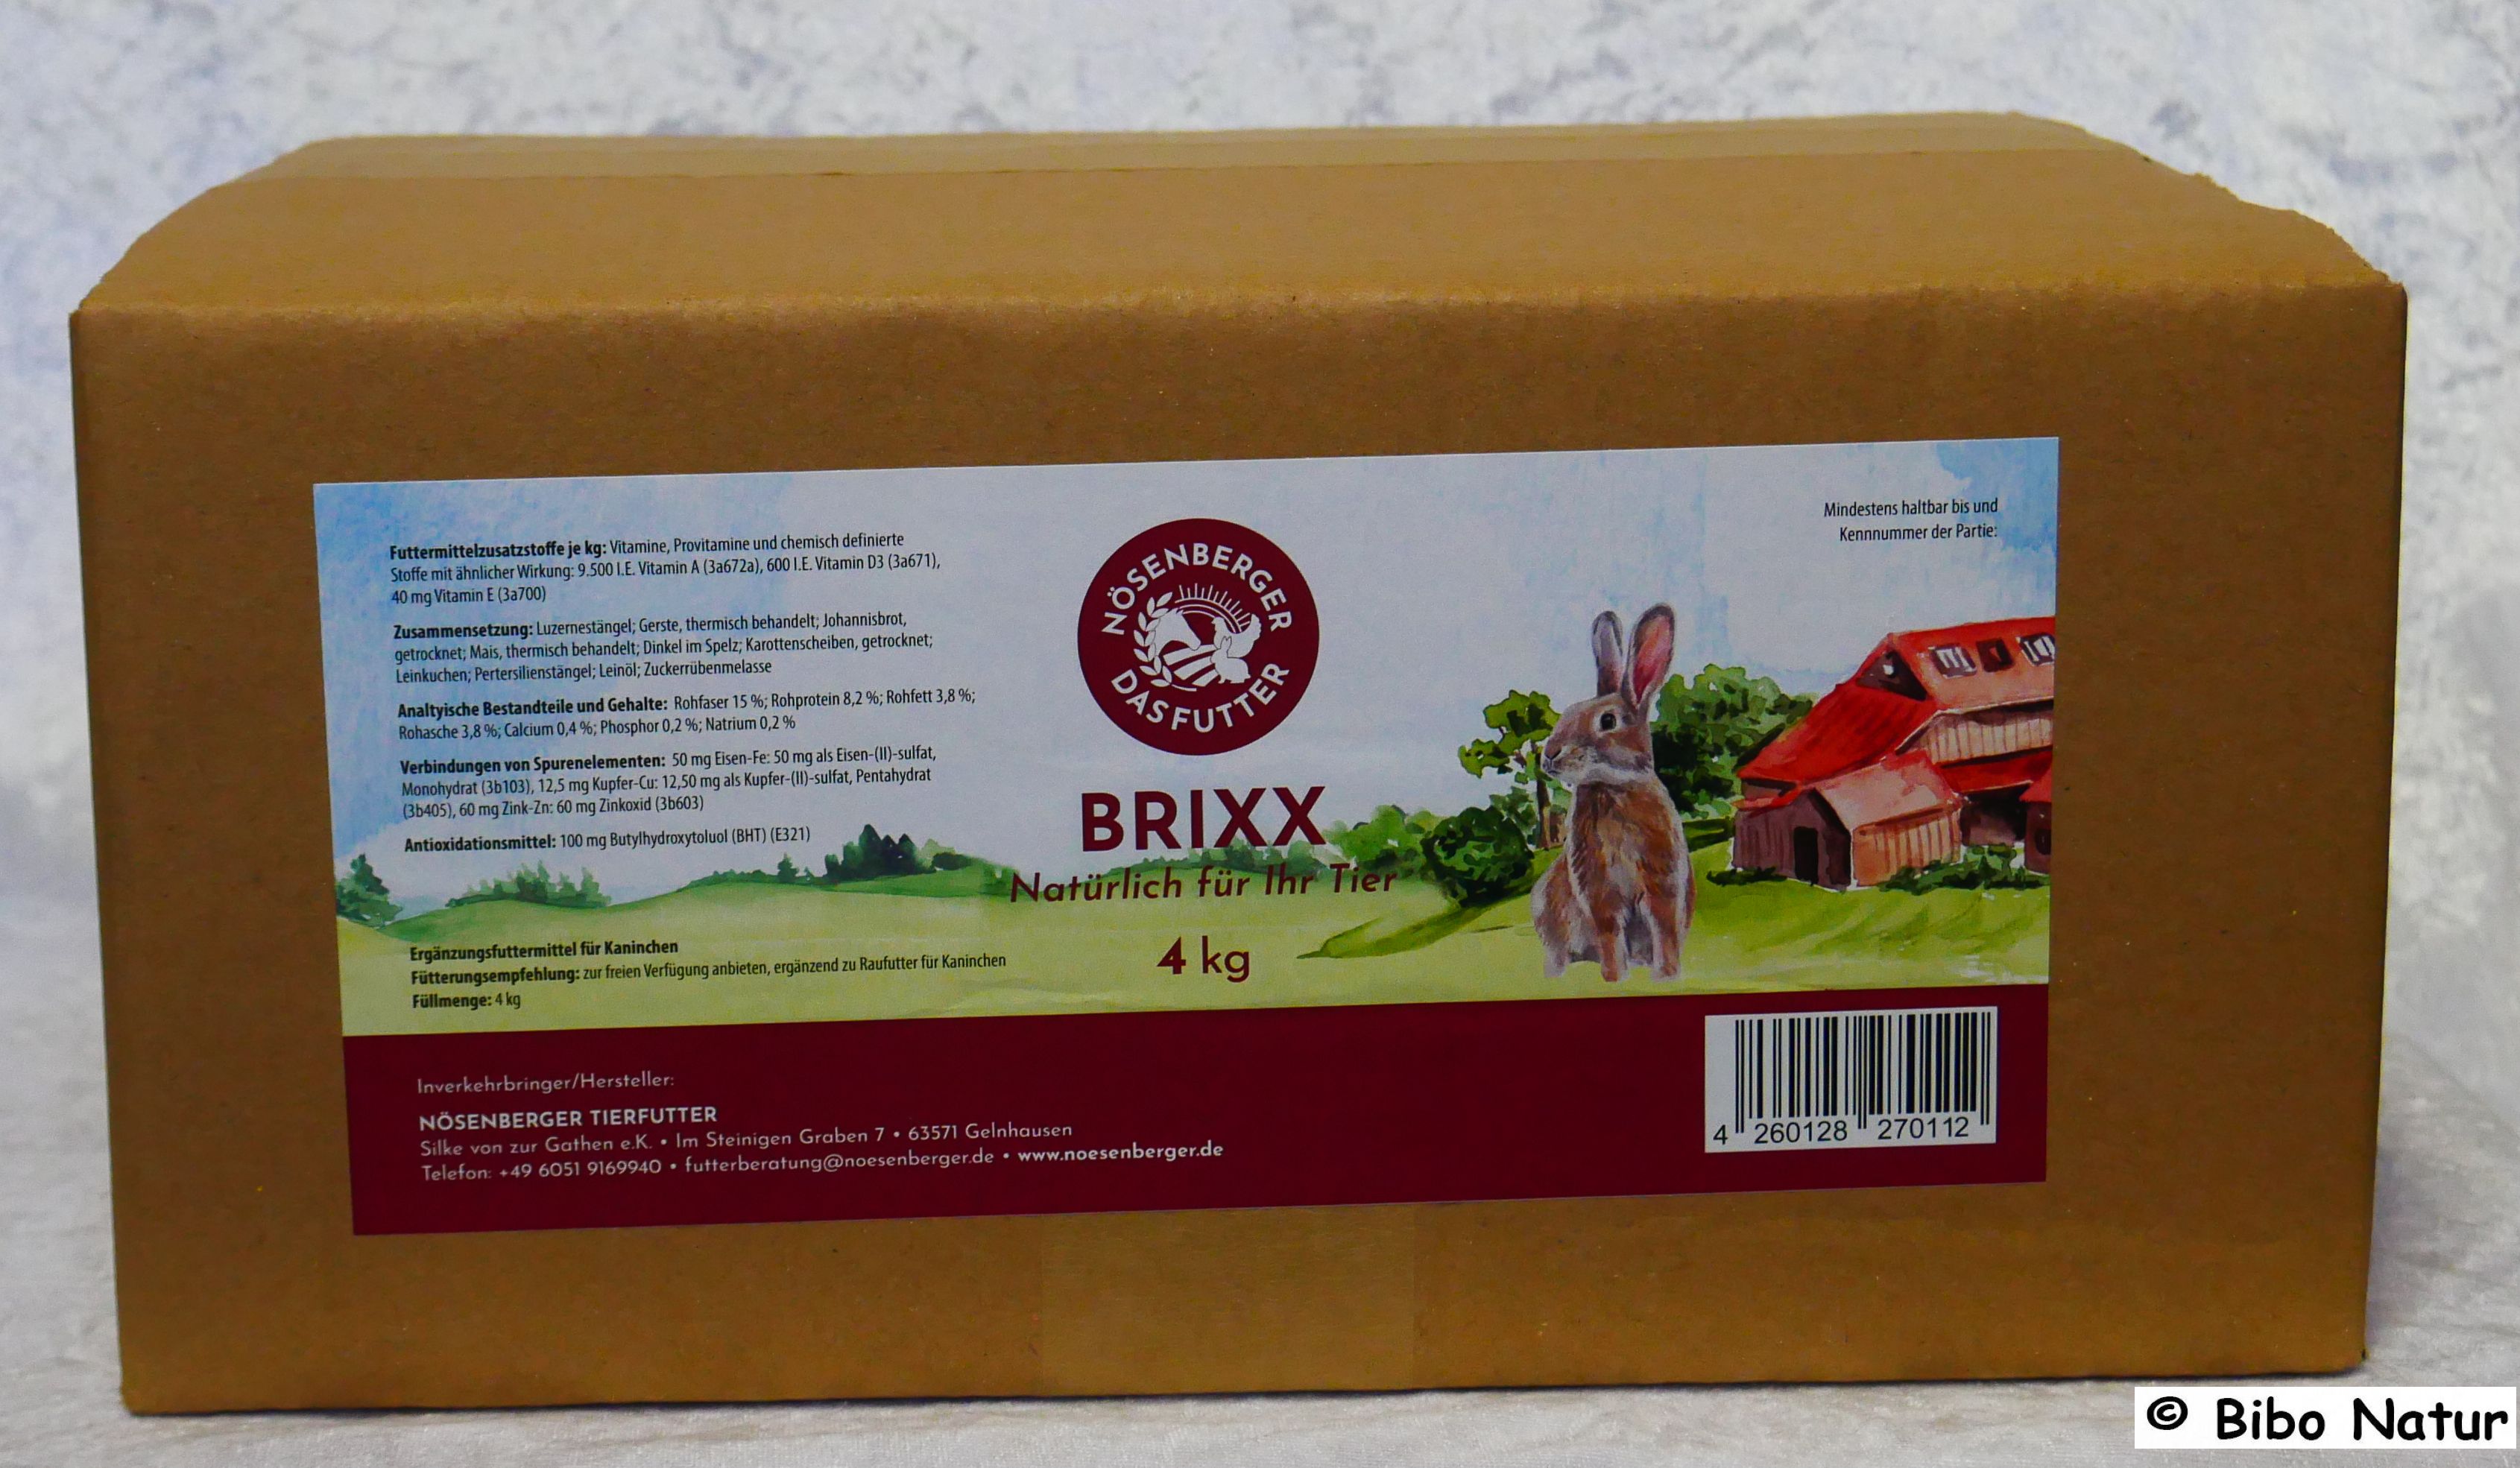 Futtermittelzusatzstoffe je kg: Vitamine, Provitamine und chemisch definierte
Stoffe mit ähnlicher Wirkung: 9.500 I.E. Vitamin A (3a672a), 600 I.E. Vitamin D3 (3a671),
40 mg Vitamin E (3a700)
Zusammensetzung: Luzernestängel; Gerste, thermisch behandelt; Johannisbrot,
getrocknet; Mais, thermisch behandelt; Dinkel im Spelz; Karottenscheiben, getrocknet;
Leinkuchen; Pertersilienstängel; Leinöl; Zuckerrübenmelasse
Analtyische Bestandteile und Gehalte: Rohfaser 15 %; Rohprotein 8,2 %; Rohfett 3,8 %;
Rohasche 3,8 %; Calcium 0,4 %; Phosphor 0,2 %; Natrium 0,2 %
Verbindungen von Spurenelementen: 50 mg Eisen-Fe: 50 mg als Eisen-(II)-sulfat,
Monohydrat (3b103), 12,5 mg Kupfer-Cu: 12,50 mg als Kupfer-(II)-sulfat, Pentahydrat
(3b405), 60 mg Zink-Zn: 60 mg Zinkoxid (3b603)
Antioxidationsmittel: 100 mg Butylhydroxytoluol (BHT) (E321)
Ergänzungsfuttermittel für Kaninchen
Fütterungsempfehlung: zur freien Verfügung anbieten, ergänzend zu Raufutter für Kaninchen
Füllmenge: 4 kg
NÖSENBERGER
DAS FUTTER
BRIXX
Natürlich für Ihr Tier
4 kg
Mindestens haltbar bis und
Kennnummer der Partie:
Inverkehrbringer/Hersteller:
NÖSENBERGER TIERFUTTER
Silke von zur Gathen e.K. • Im Steinigen Graben 7 • 63571 Gelnhausen
Telefon: +49 6051 9169940 • futterberatung@noesenberger.de • www.noesenberger.de
4 260128 270112
© Bibo Natur